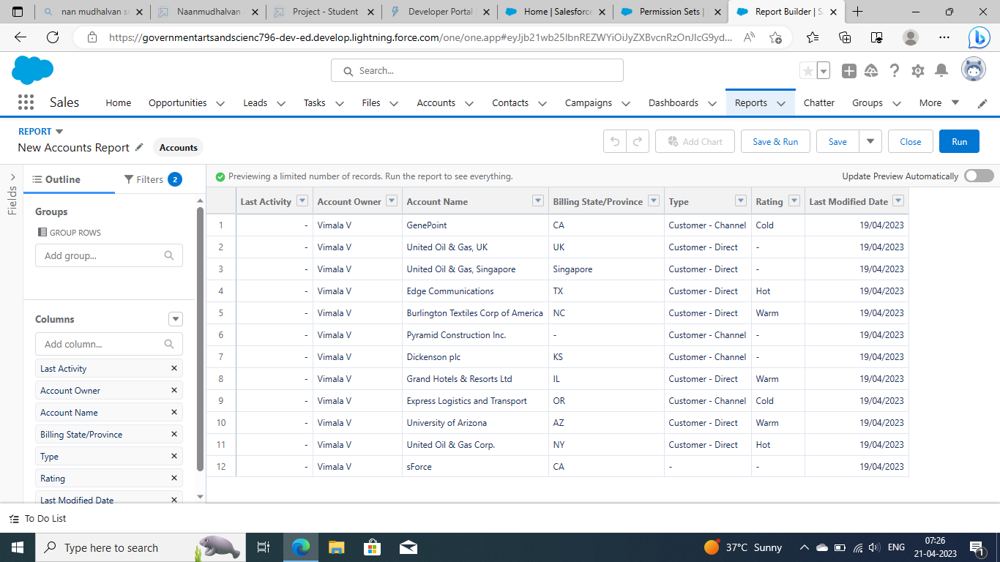 nan mudhalvan sm
Naanmudhalvan -
Project - Student
Developer Portal |
Home | Salesforce
Permission Sets |
Report Builder | S
https://governmentartsandscienc796-dev-ed.develop.lightning.force.com/one/one.app#eyJjb21wb25lbnREZWYiOiJyZXBvcnRzOnJlcG9yd...
Search...
Sales
Home Opportunities Leads Tasks Files Accounts Contacts Campaigns Dashboards Reports Chatter Groups More
REPORT
New Accounts Report Accounts
Add Chart Save & Run Save Close Run
Fields
Outline
Filters 2
Previewing a limited number of records. Run the report to see everything.
Update Preview Automatically
Groups
GROUP ROWS
Add group...
Columns
Add column...
Last Activity
Account Owner
Account Name
Billing State/Province
Type
Rating
Last Modified Date
Last Activity Account Owner Account Name Billing State/Province Type Rating Last Modified Date
1 - Vimala V GenePoint CA Customer - Channel Cold 19/04/2023
2 - Vimala V United Oil & Gas, UK UK Customer - Direct - 19/04/2023
3 - Vimala V United Oil & Gas, Singapore Singapore Customer - Direct - 19/04/2023
4 - Vimala V Edge Communications TX Customer - Direct Hot 19/04/2023
5 - Vimala V Burlington Textiles Corp of America NC Customer - Direct Warm 19/04/2023
6 - Vimala V Pyramid Construction Inc. - Customer - Channel - 19/04/2023
7 - Vimala V Dickenson plc KS Customer - Channel - 19/04/2023
8 - Vimala V Grand Hotels & Resorts Ltd IL Customer - Direct Warm 19/04/2023
9 - Vimala V Express Logistics and Transport OR Customer - Channel Cold 19/04/2023
10 - Vimala V University of Arizona AZ Customer - Direct Warm 19/04/2023
11 - Vimala V United Oil & Gas Corp. NY Customer - Direct Hot 19/04/2023
12 - Vimala V sForce CA - - 19/04/2023
To Do List
Type here to search
37°C Sunny
ENG
07:26
21-04-2023
1